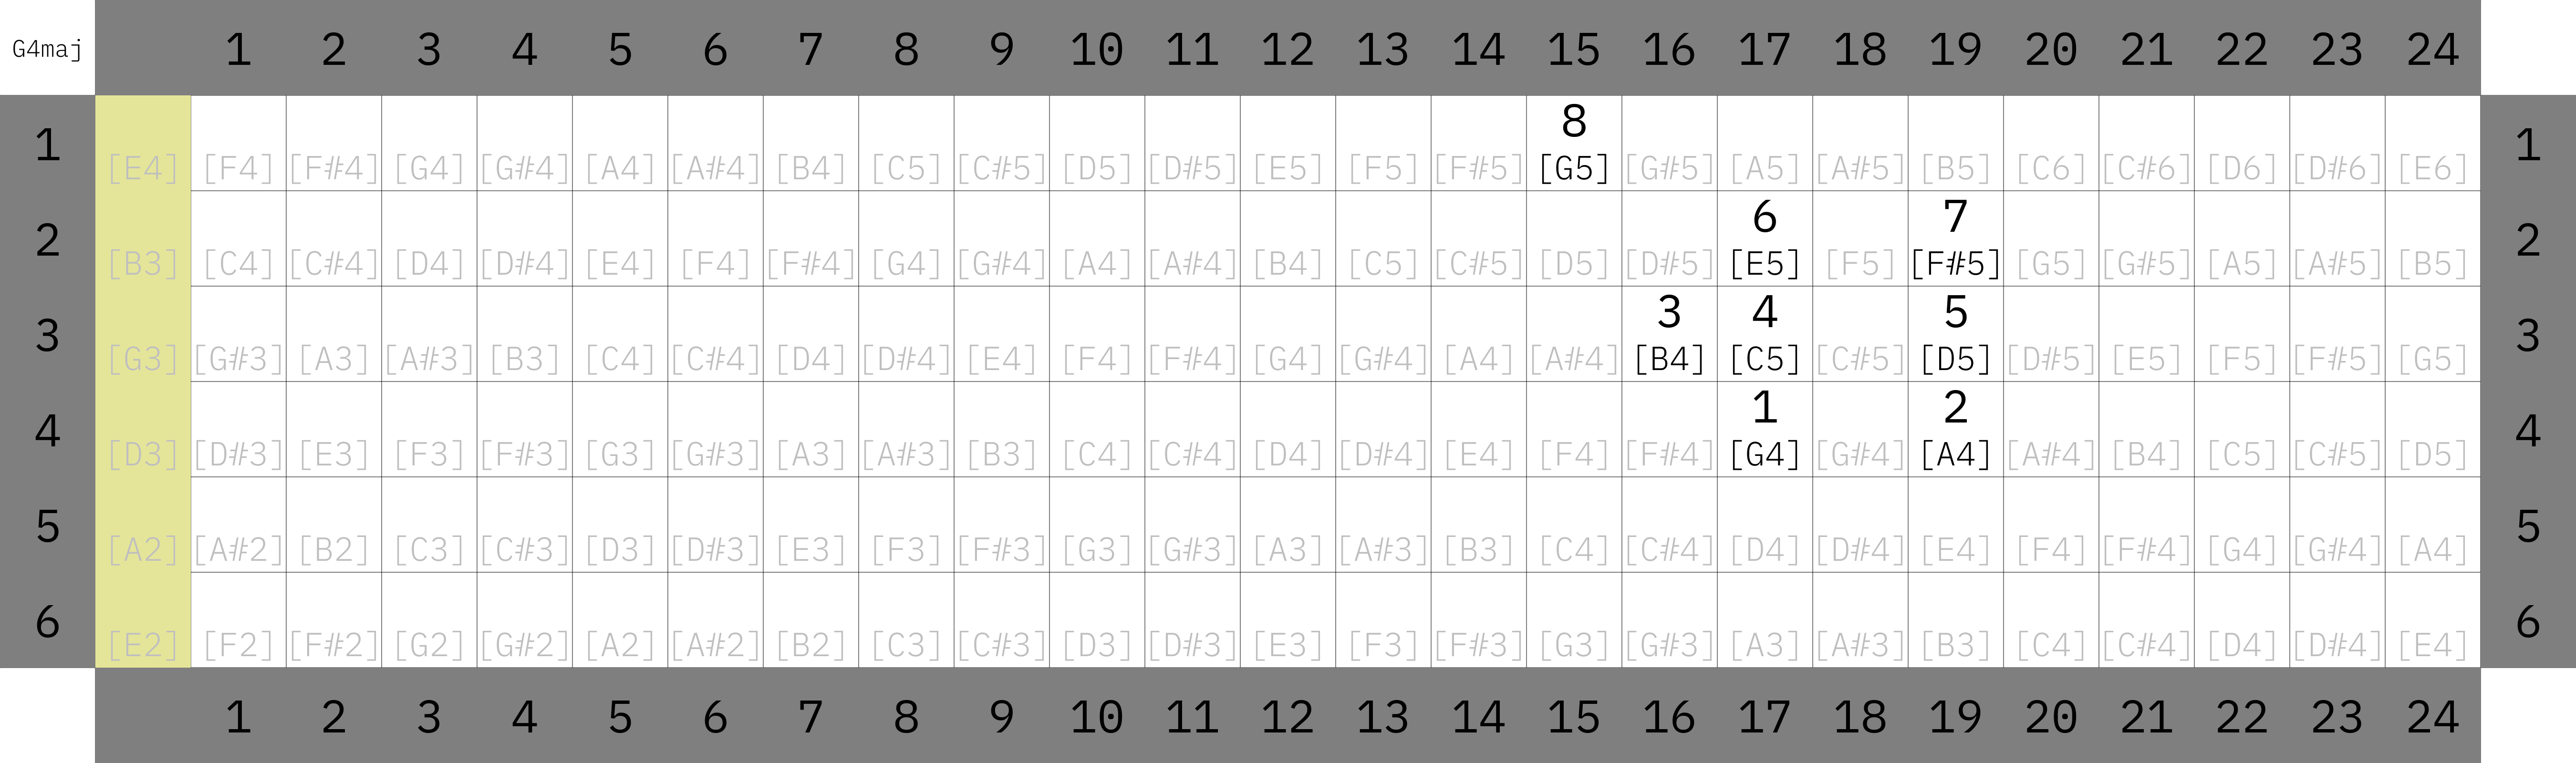 G4maj 1 2 3 4 5 6 7 8 9 10 11 12 13 14 15 16 17 18 19 20 21 22 23 24
8
1 [E4] [F4] [F#4] [G4] [G#4] [A4] [A#4] [B4] [C5] [C#5] [D5] [D#5] [E5] [F5] [F#5] [G5] [G#5] [A5] [A#5] [B5] [C6] [C#6] [D6] [D#6] [E6] 1
6 7
2 [B3] [C4] [C#4] [D4] [D#4] [E4] [F4] [F#4] [G4] [G#4] [A4] [A#4] [B4] [C5] [C#5] [D5] [D#5] [E5] [F5] [F#5] [G5] [G#5] [A5] [A#5] [B5] 2
3 4 5
3 [G3] [G#3] [A3] [A#3] [B3] [C4] [C#4] [D4] [D#4] [E4] [F4] [F#4] [G4] [G#4] [A4] [A#4] [B4] [C5] [C#5] [D5] [D#5] [E5] [F5] [F#5] [G5] 3
1 2
4 [D3] [D#3] [E3] [F3] [F#3] [G3] [G#3] [A3] [A#3] [B3] [C4] [C#4] [D4] [D#4] [E4] [F4] [F#4] [G4] [G#4] [A4] [A#4] [B4] [C5] [C#5] [D5] 4
5 [A2] [A#2] [B2] [C3] [C#3] [D3] [D#3] [E3] [F3] [F#3] [G3] [G#3] [A3] [A#3] [B3] [C4] [C#4] [D4] [D#4] [E4] [F4] [F#4] [G4] [G#4] [A4] 5
6 [E2] [F2] [F#2] [G2] [G#2] [A2] [A#2] [B2] [C3] [C#3] [D3] [D#3] [E3] [F3] [F#3] [G3] [G#3] [A3] [A#3] [B3] [C4] [C#4] [D4] [D#4] [E4] 6
1 2 3 4 5 6 7 8 9 10 11 12 13 14 15 16 17 18 19 20 21 22 23 24